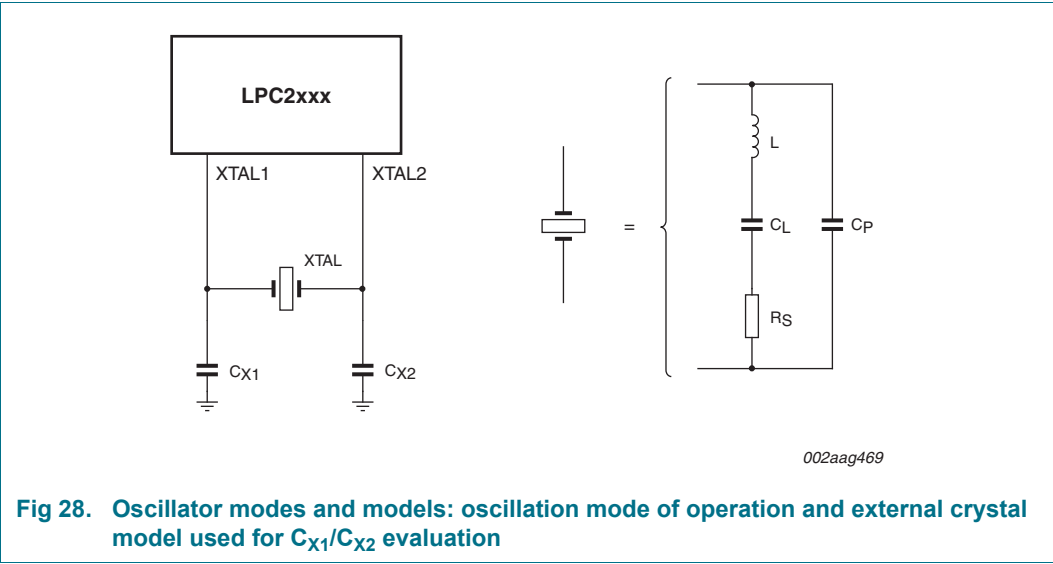 LPC2xxx
XTAL1
XTAL2
XTAL
CX1
CX2
=
L
CL
CP
RS
002aag469
Fig 28. Oscillator modes and models: oscillation mode of operation and external crystal
model used for CX1/CX2 evaluation